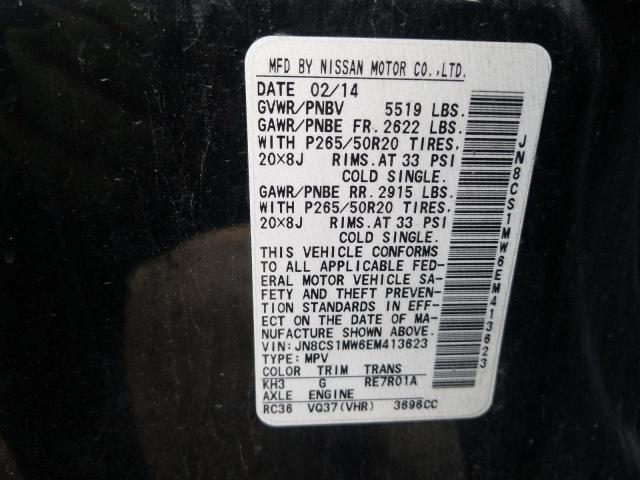 MFD BY NISSAN MOTOR CO.,LTD.
DATE 02/14
GVWR/PNBV 5519 LBS.
GAWR/PNBE FR. 2622 LBS.
WITH P265/50R20 TIRES,
20×8J RIMS.AT 33 PSI
COLD SINGLE.
GAWR/PNBE RR. 2915 LBS.
WITH P265/50R20 TIRES,
20×8J RIMS.AT 33 PSI
COLD SINGLE.
THIS VEHICLE CONFORMS
TO ALL APPLICABLE FED-
ERAL MOTOR VEHICLE SA-
FETY AND THEFT PREVEN-
TION STANDARDS IN EFF-
ECT ON THE DATE OF MA-
NUFACTURE SHOWN ABOVE.
VIN: JN8CS1MW6EM413623
TYPE: MPV
COLOR TRIM TRANS
KH3 G RE7R01A
AXLE ENGINE
RC36 VQ37(VHR) 3696CC
JN8CS1MW6EM413623